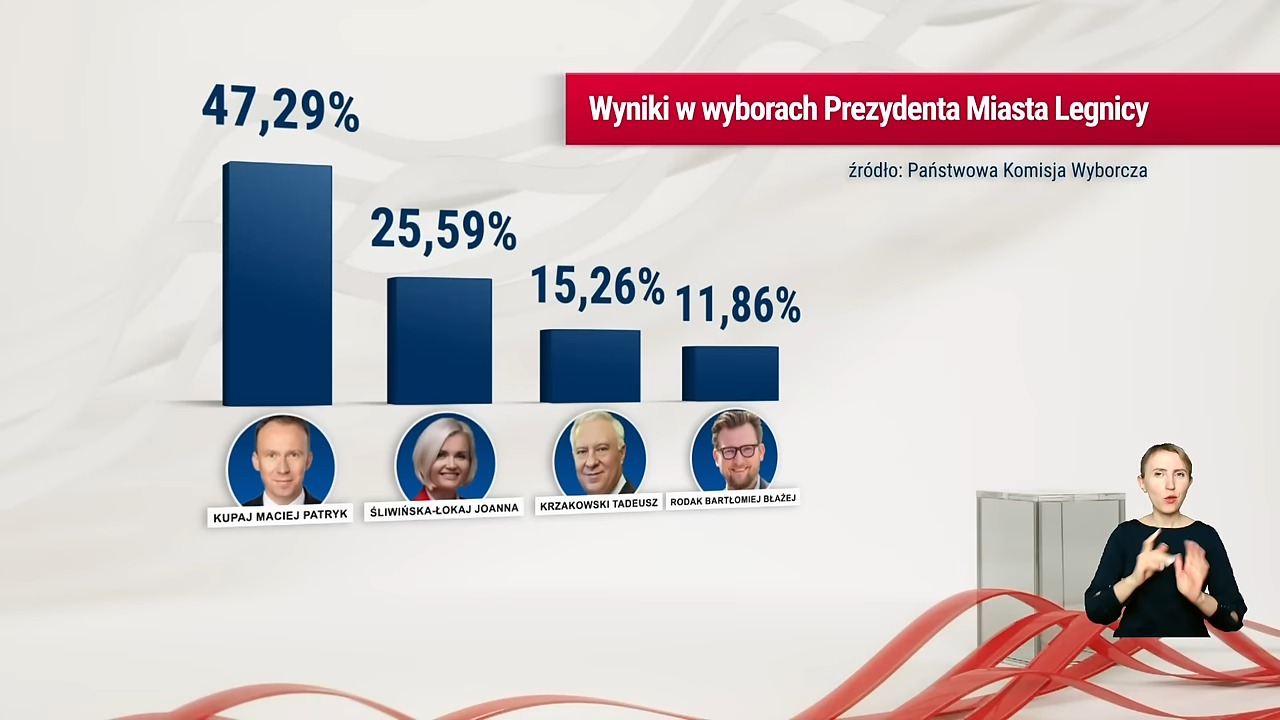 Wyniki w wyborach Prezydenta Miasta Legnicy
źródło: Państwowa Komisja Wyborcza
47,29%
25,59%
15,26%
11,86%
KUPAJ MACIEJ PATRYK
ŚLIWIŃSKA-ŁOKAJ JOANNA
KRZAKOWSKI TADEUSZ
RODAK BARTŁOMIEJ BŁAŻEJ